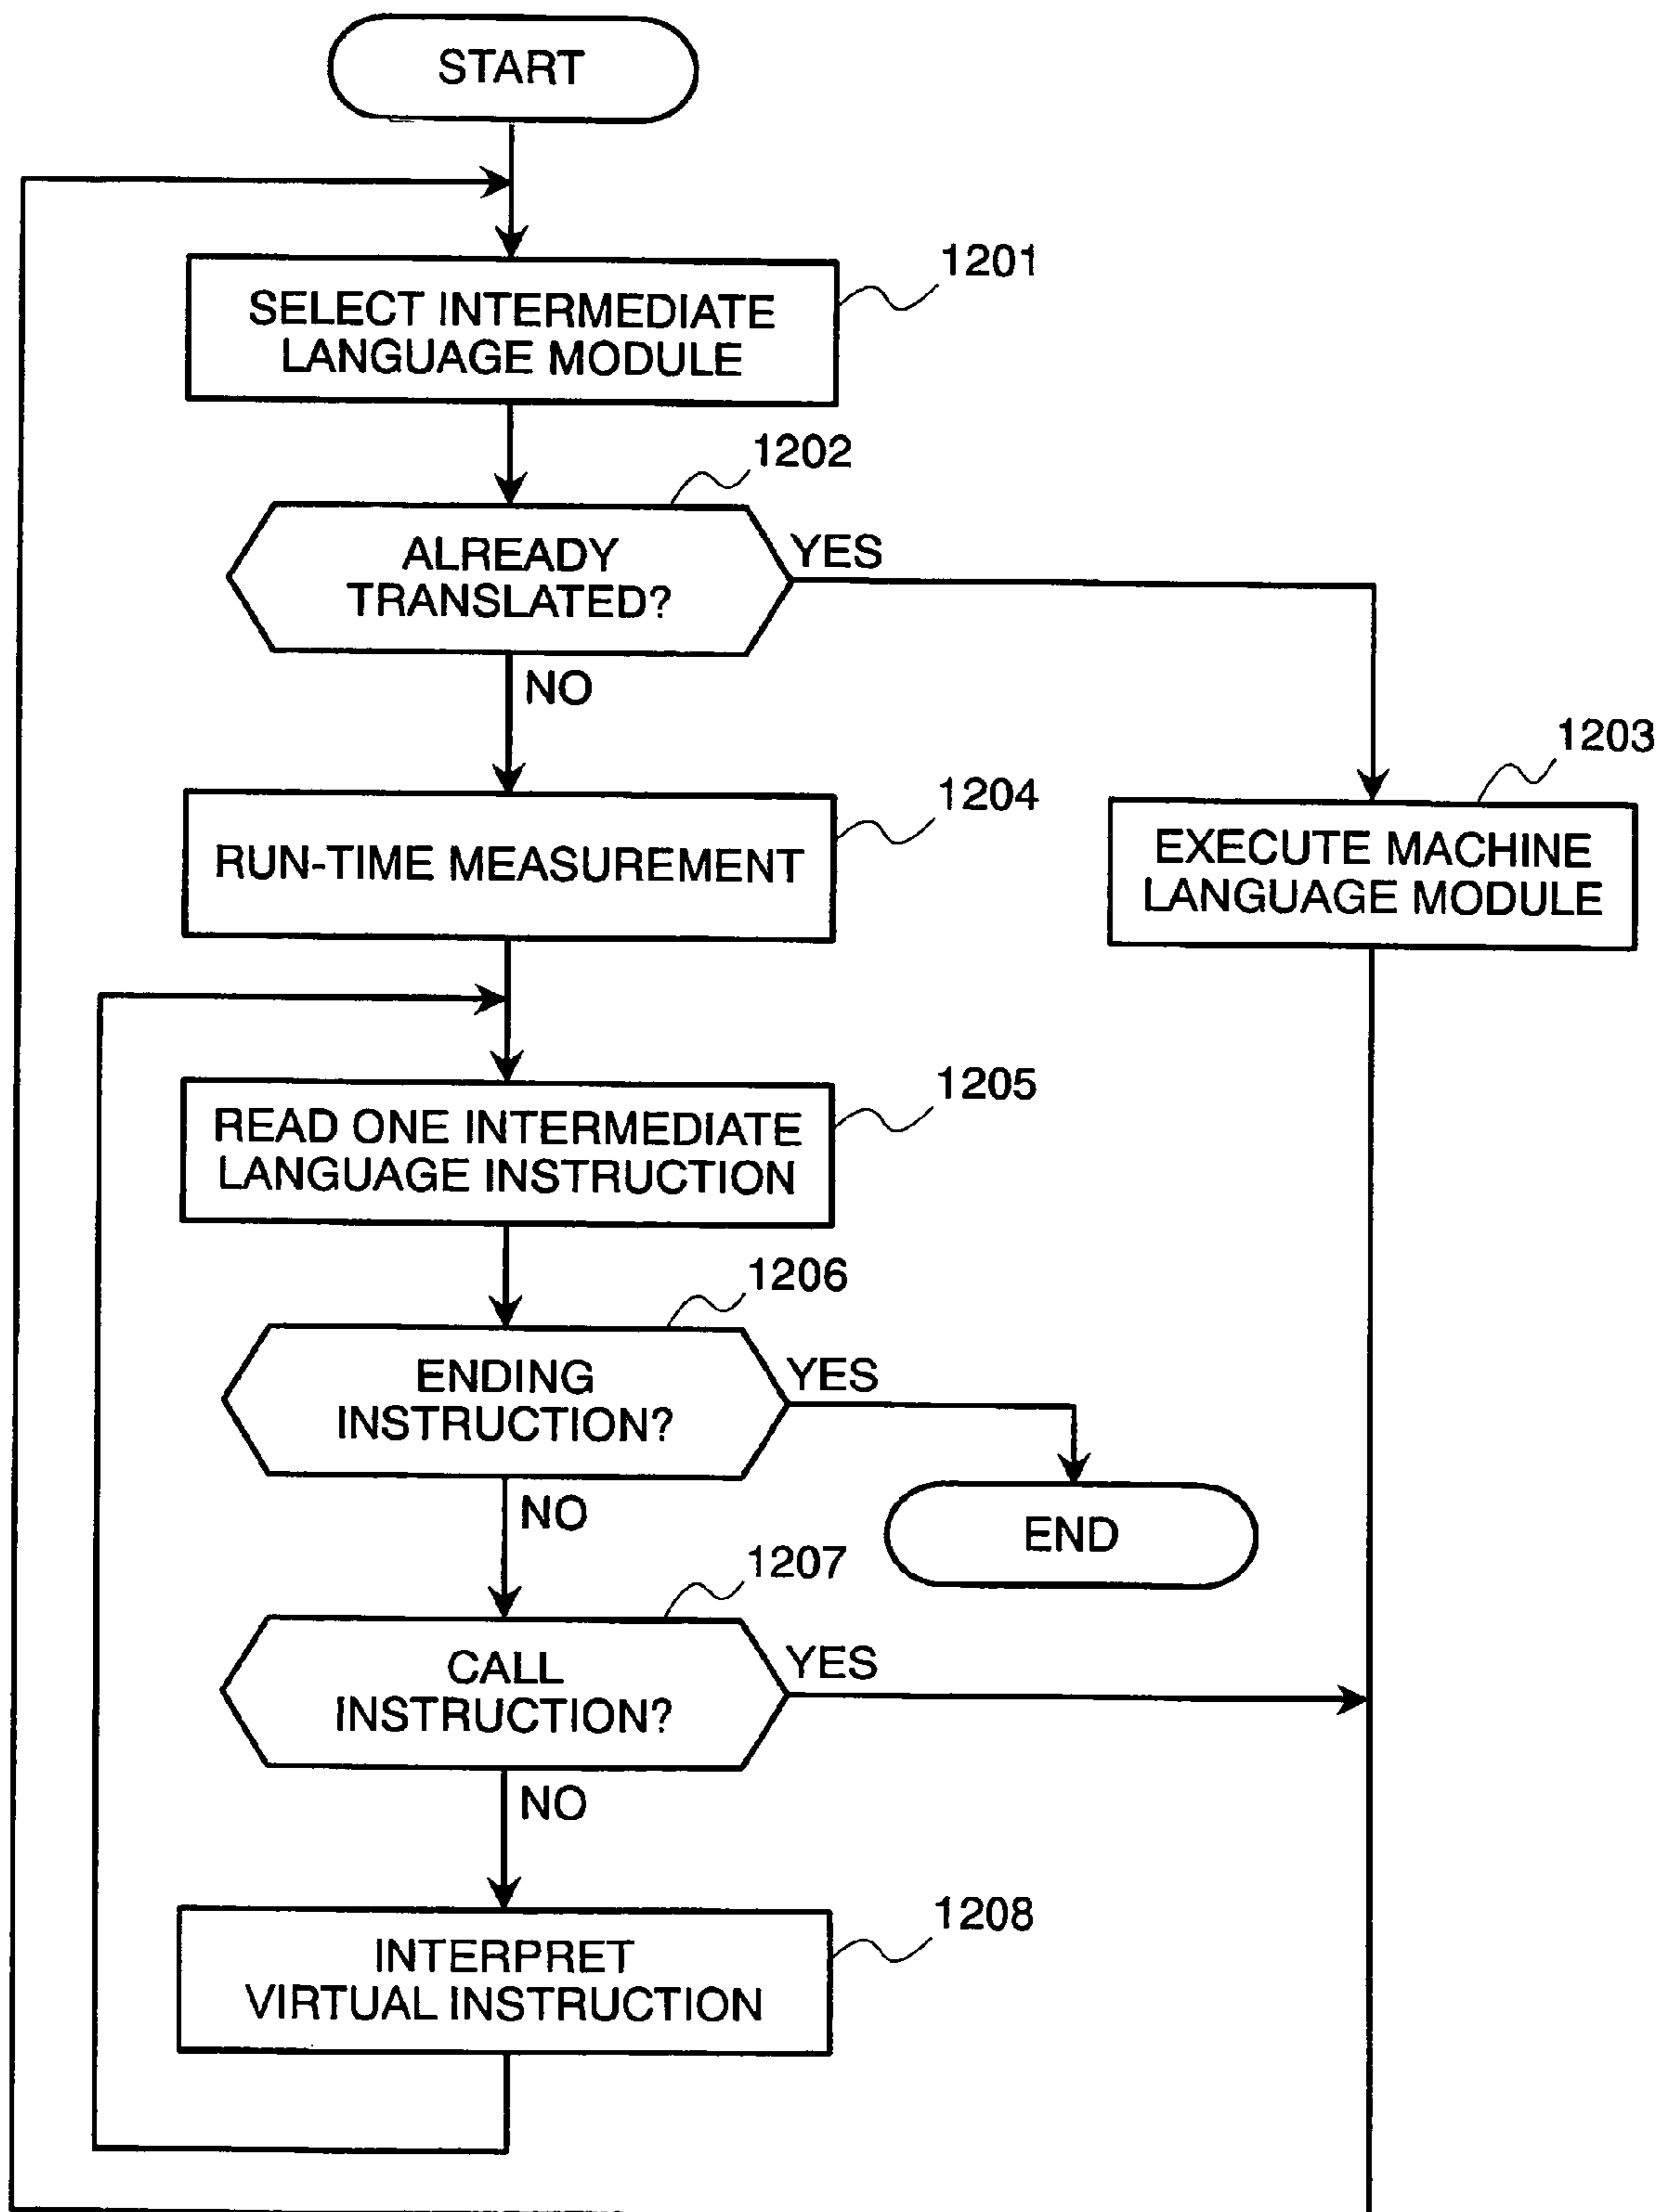 START
1201
SELECT INTERMEDIATE
LANGUAGE MODULE
1202
ALREADY
TRANSLATED?
YES
NO
1203
EXECUTE MACHINE
LANGUAGE MODULE
1204
RUN-TIME MEASUREMENT
1205
READ ONE INTERMEDIATE
LANGUAGE INSTRUCTION
1206
ENDING
INSTRUCTION?
YES
NO
END
1207
CALL
INSTRUCTION?
YES
NO
1208
INTERPRET
VIRTUAL INSTRUCTION